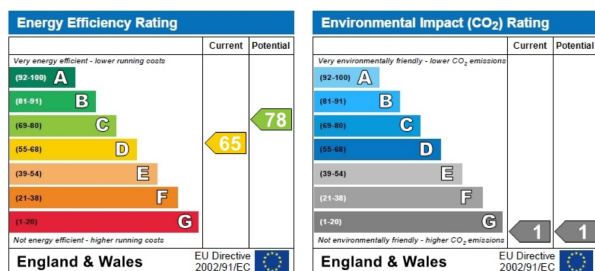 Energy Efficiency Rating
Current Potential
Very energy efficient - lower running costs
(92-100) A
(81-91) B
(69-80) C
78
(55-68) D
65
(39-54) E
(21-38) F
(1-20) G
Not energy efficient - higher running costs
England & Wales
EU Directive
2002/91/EC
Environmental Impact (CO2) Rating
Current Potential
Very environmentally friendly - lower CO2 emissions
(92-100) A
(81-91) B
(69-80) C
(55-68) D
(39-54) E
(21-38) F
(1-20) G
1 1
Not environmentally friendly - higher CO2 emissions
England & Wales
EU Directive
2002/91/EC